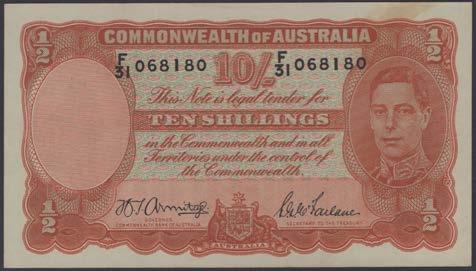 1/2 COMMONWEALTH OF AUSTRALIA 1/2
F/31 068180 10/- F/31 068180
This Note is legal tender for
TEN SHILLINGS
in the Commonwealth and in all
Territories under the control of
the Commonwealth.
H.T. Armitage S.G. McFarlane
GOVERNOR SECRETARY TO THE TREASURY
COMMONWEALTH BANK OF AUSTRALIA
1/2 AUSTRALIA 1/2